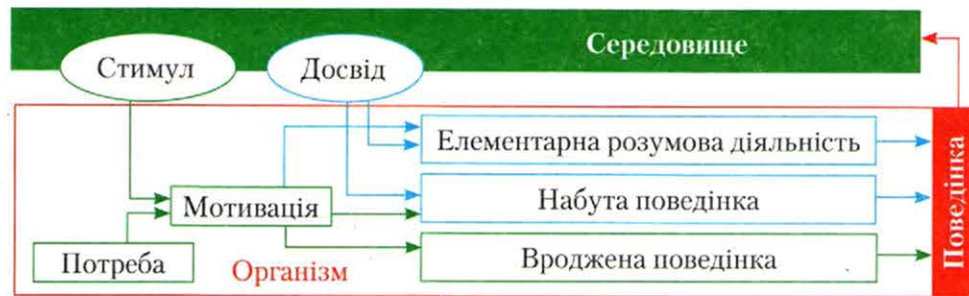 Середовище
Стимул
Досвід
Елементарна розумова діяльність
Мотивація
Набута поведінка
Потреба
Організм
Вроджена поведінка
Поведінка